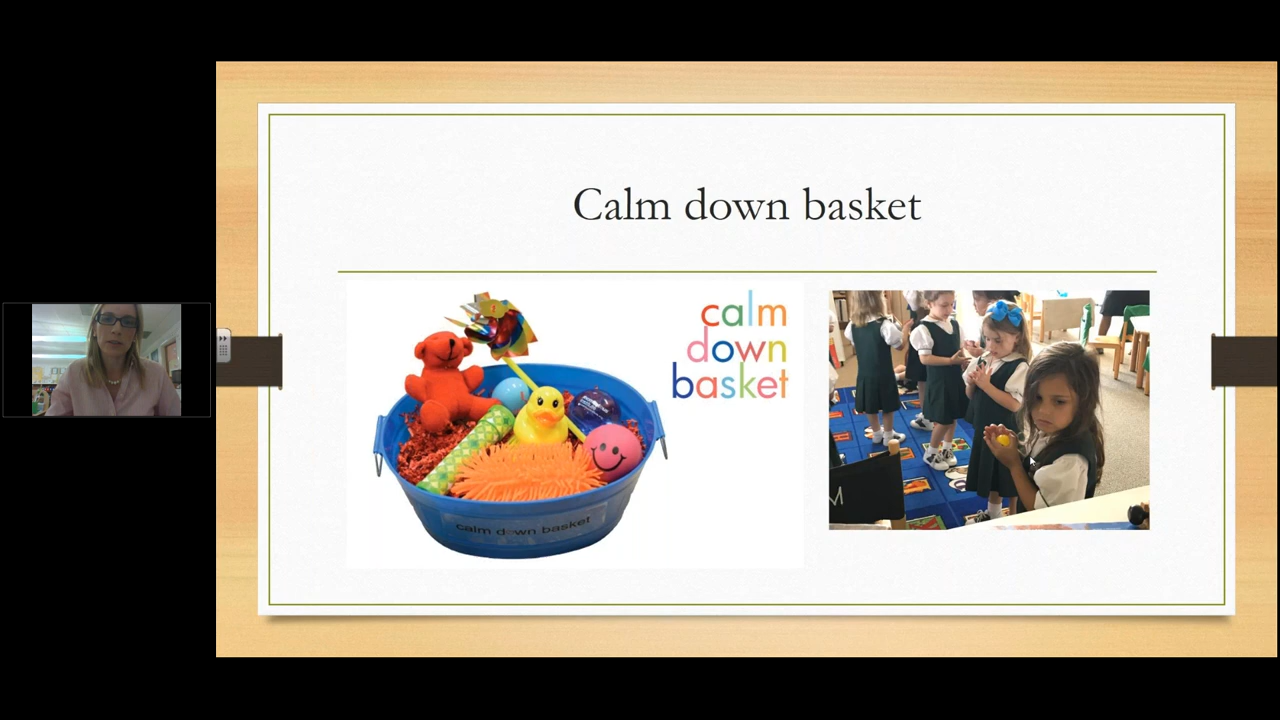 Calm down basket
calm
down
basket
calm down basket
M